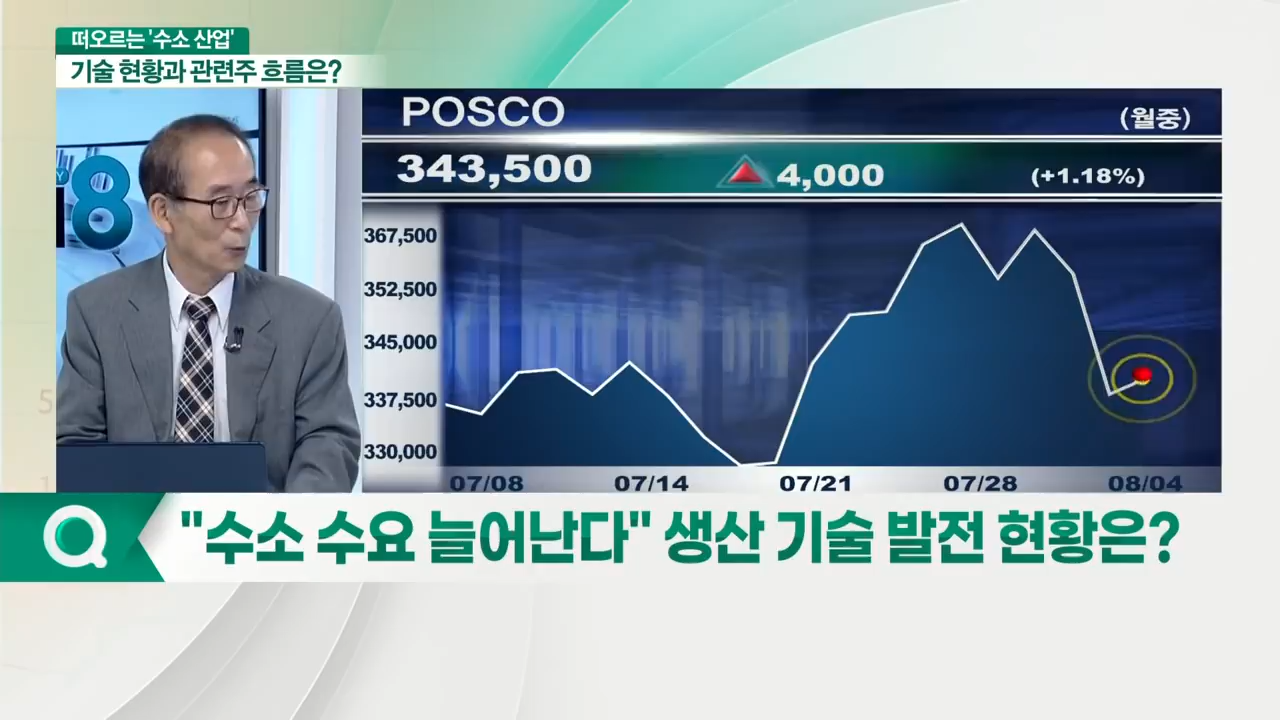 떠오르는 '수소 산업'
기술 현황과 관련주 흐름은?
8
POSCO
(월중)
343,500 ▲ 4,000 (+1.18%)
367,500
352,500
345,000
337,500
330,000
07/08 07/14 07/21 07/28 08/04
"수소 수요 늘어난다" 생산 기술 발전 현황은?